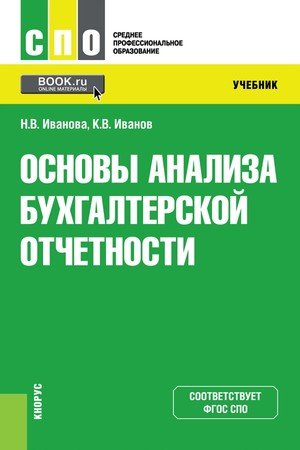 СПО
СРЕДНЕЕ
ПРОФЕССИОНАЛЬНОЕ
ОБРАЗОВАНИЕ
BOOK.ru
ONLINE МАТЕРИАЛЫ
УЧЕБНИК
Н.В. Иванова, К.В. Иванов
ОСНОВЫ АНАЛИЗА
БУХГАЛТЕРСКОЙ
ОТЧЕТНОСТИ
КНОРУС
СООТВЕТСТВУЕТ
ФГОС СПО